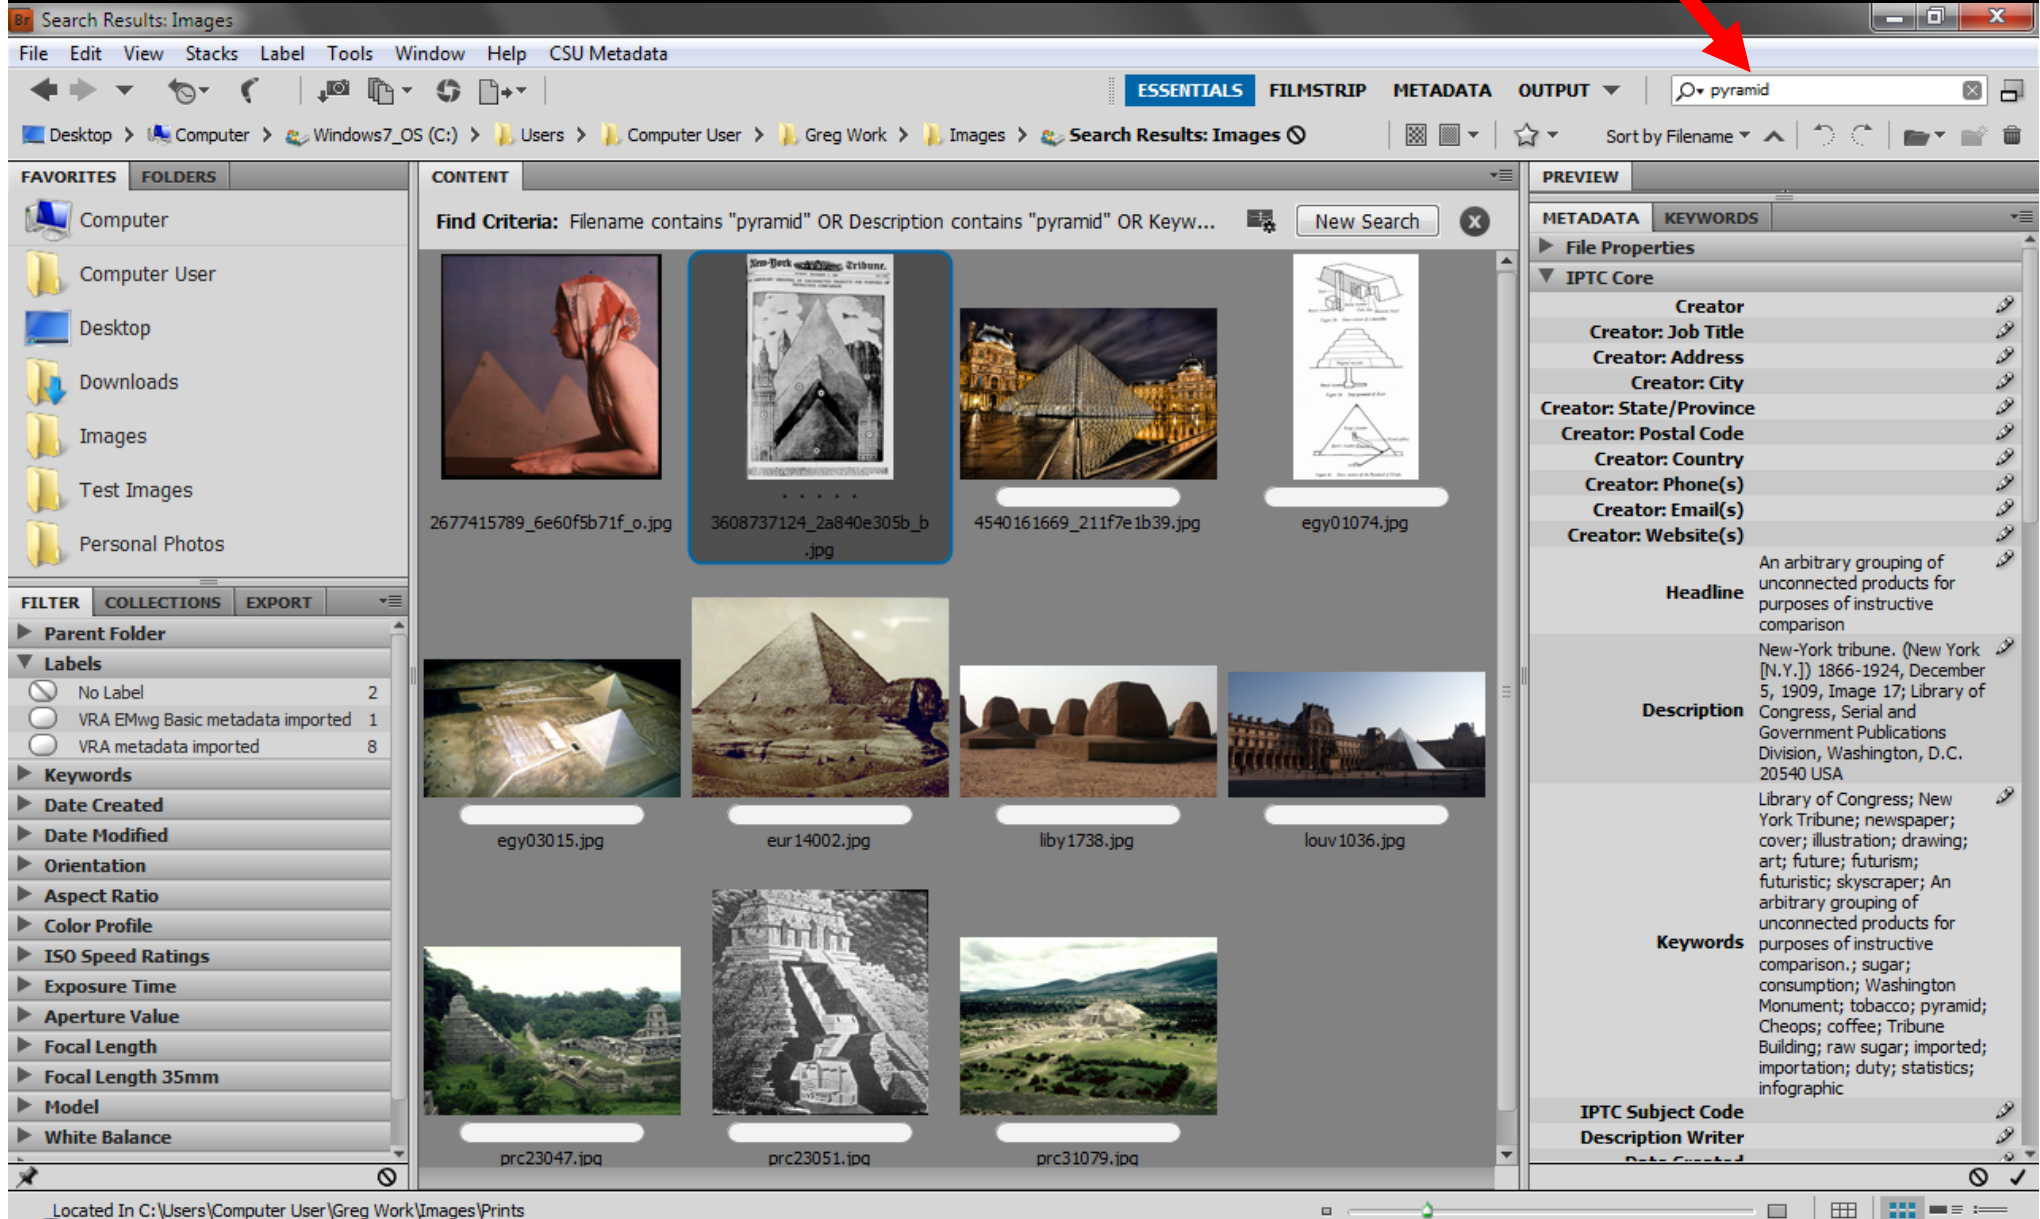 Br Search Results: Images
File Edit View Stacks Label Tools Window Help CSU Metadata
ESSENTIALS FILMSTRIP METADATA OUTPUT pyramid
Desktop Computer Windows7_OS (C:) Users Computer User Greg Work Images Search Results: Images Sort by Filename
FAVORITES FOLDERS
Computer
Computer User
Desktop
Downloads
Images
Test Images
Personal Photos
FILTER COLLECTIONS EXPORT
Parent Folder
Labels
No Label 2
VRA EMwg Basic metadata imported 1
VRA metadata imported 8
Keywords
Date Created
Date Modified
Orientation
Aspect Ratio
Color Profile
ISO Speed Ratings
Exposure Time
Aperture Value
Focal Length
Focal Length 35mm
Model
White Balance
CONTENT
Find Criteria: Filename contains "pyramid" OR Description contains "pyramid" OR Keyw... New Search
New-York Tribune.
2677415789_6e60f5b71f_o.jpg
3608737124_2a840e305b_b
.jpg
4540161669_211f7e1b39.jpg
egy01074.jpg
egy03015.jpg
eur14002.jpg
liby1738.jpg
louv1036.jpg
prc23047.jpg
prc23051.jpg
prc31079.jpg
PREVIEW
METADATA KEYWORDS
File Properties
IPTC Core
Creator
Creator: Job Title
Creator: Address
Creator: City
Creator: State/Province
Creator: Postal Code
Creator: Country
Creator: Phone(s)
Creator: Email(s)
Creator: Website(s)
Headline
An arbitrary grouping of
unconnected products for
purposes of instructive
comparison
Description
New-York tribune. (New York
[N.Y.]) 1866-1924, December
5, 1909, Image 17; Library of
Congress, Serial and
Government Publications
Division, Washington, D.C.
20540 USA
Keywords
Library of Congress; New
York Tribune; newspaper;
cover; illustration; drawing;
art; future; futurism;
futuristic; skyscraper; An
arbitrary grouping of
unconnected products for
purposes of instructive
comparison.; sugar;
consumption; Washington
Monument; tobacco; pyramid;
Cheops; coffee; Tribune
Building; raw sugar; imported;
importation; duty; statistics;
infographic
IPTC Subject Code
Description Writer
Date Created
Located In C:\Users\Computer User\Greg Work\Images\Prints